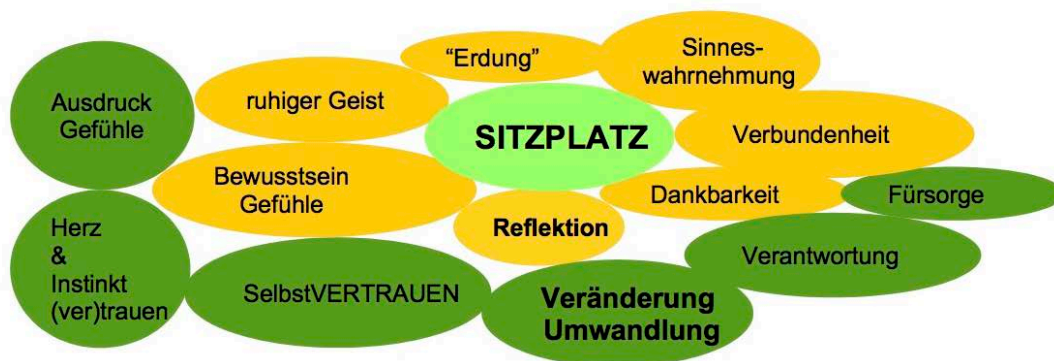 “Erdung”
Sinnes-
wahrnehmung
Ausdruck
Gefühle
ruhiger Geist
SITZPLATZ
Verbundenheit
Bewusstsein
Gefühle
Dankbarkeit
Fürsorge
Reflektion
Herz
&
Instinkt
(ver)trauen
SelbstVERTRAUEN
Verantwortung
Veränderung
Umwandlung